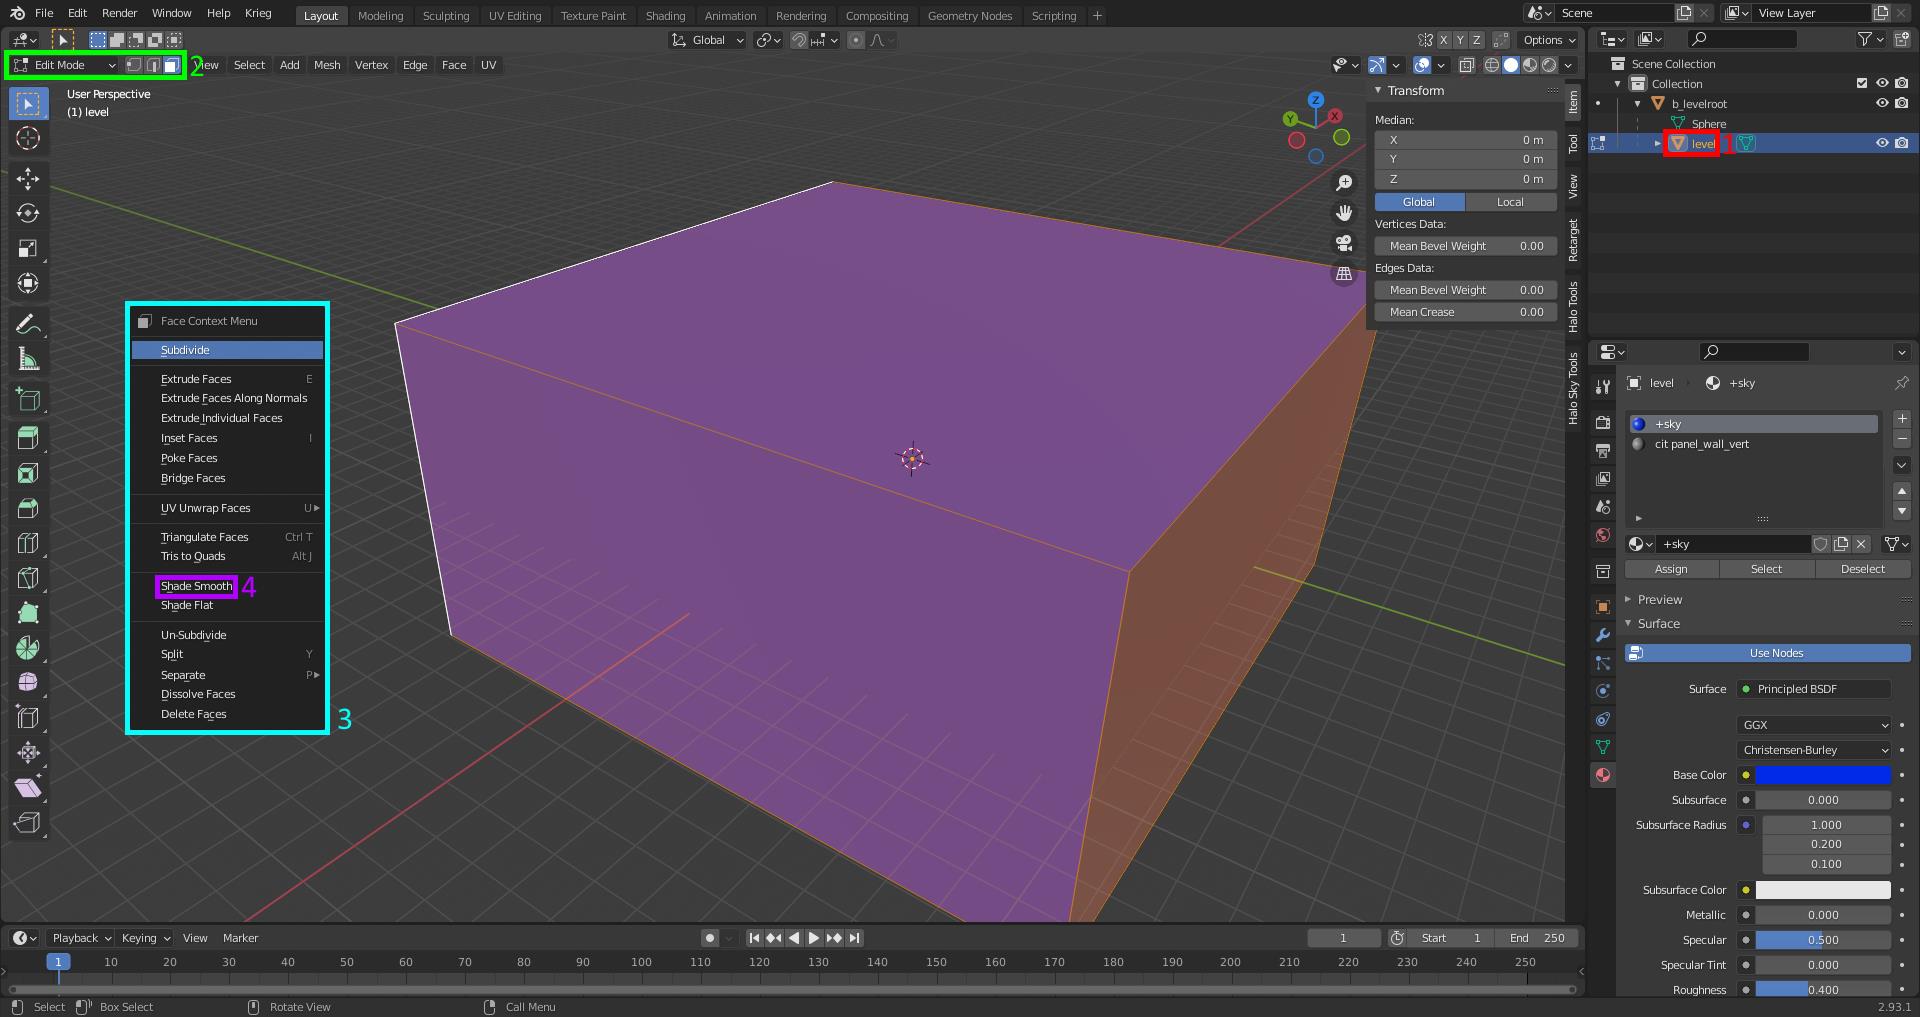 File Edit Render Window Help Krieg Layout Modeling Sculpting UV Editing Texture Paint Shading Animation Rendering Compositing Geometry Nodes Scripting + Scene View Layer
Global X Y Z Options
Edit Mode 2 View Select Add Mesh Vertex Edge Face UV
User Perspective
(1) level
Z
Y
X
Transform
Median:
X 0 m
Y 0 m
Z 0 m
Global Local
Vertices Data:
Mean Bevel Weight 0.00
Edges Data:
Mean Bevel Weight 0.00
Mean Crease 0.00
Item
Tool
View
Retarget
Halo Tools
Halo Sky Tools
Scene Collection
Collection
b_levelroot
Sphere
level 1
Face Context Menu
Subdivide
Extrude Faces E
Extrude Faces Along Normals
Extrude Individual Faces
Inset Faces I
Poke Faces
Bridge Faces
UV Unwrap Faces U
Triangulate Faces Ctrl T
Tris to Quads Alt J
Shade Smooth 4
Shade Flat
Un-Subdivide
Split Y
Separate P
Dissolve Faces
Delete Faces
3
level +sky
+sky
cit panel_wall_vert
+sky
Assign Select Deselect
Preview
Surface
Use Nodes
Surface Principled BSDF
GGX
Christensen-Burley
Base Color
Subsurface 0.000
Subsurface Radius 1.000
0.200
0.100
Subsurface Color
Metallic 0.000
Specular 0.500
Specular Tint 0.000
Roughness 0.400
Playback Keying View Marker 1 Start 1 End 250
1 10 20 30 40 50 60 70 80 90 100 110 120 130 140 150 160 170 180 190 200 210 220 230 240 250
Select Box Select Rotate View Call Menu 2.93.1